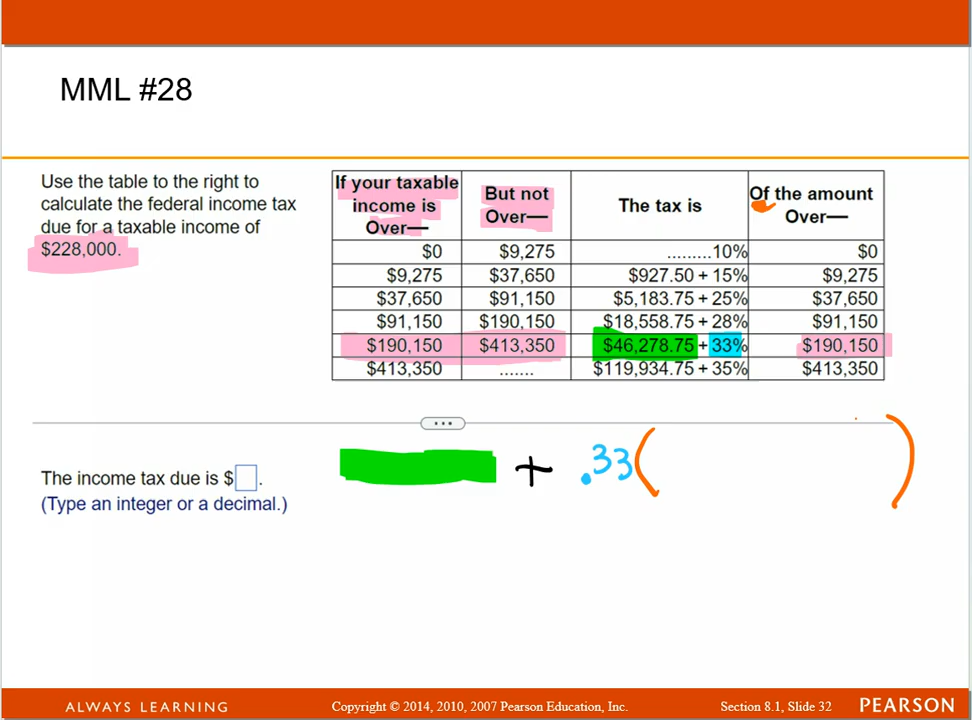 MML #28
Use the table to the right to
calculate the federal income tax
due for a taxable income of
$228,000.
If your taxable income is Over— But not Over— The tax is Of the amount Over—
$0 $9,275 .........10% $0
$9,275 $37,650 $927.50 + 15% $9,275
$37,650 $91,150 $5,183.75 + 25% $37,650
$91,150 $190,150 $18,558.75 + 28% $91,150
$190,150 $413,350 $46,278.75 + 33% $190,150
$413,350 ....... $119,934.75 + 35% $413,350
The income tax due is $ .
(Type an integer or a decimal.)
+ .33( )
ALWAYS LEARNING Copyright © 2014, 2010, 2007 Pearson Education, Inc. Section 8.1, Slide 32 PEARSON